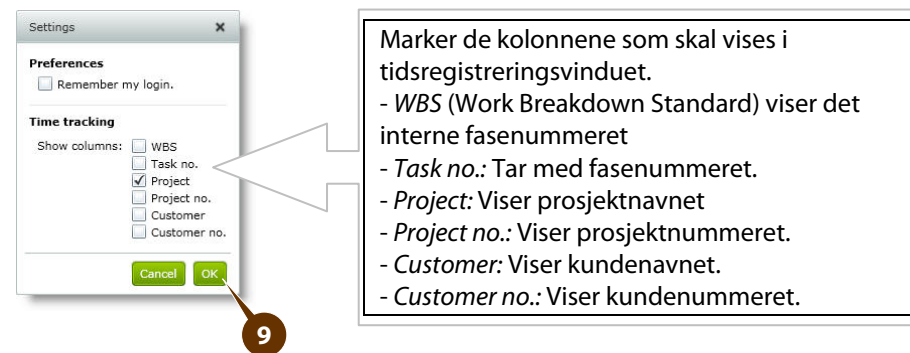 Settings
Preferences
Remember my login.
Time tracking
Show columns: WBS
Task no.
Project
Project no.
Customer
Customer no.
Cancel OK
9
Marker de kolonnene som skal vises i
tidsregistreringsvinduet.
- WBS (Work Breakdown Standard) viser det
interne fasenummeret
- Task no.: Tar med fasenummeret.
- Project: Viser prosjektnavnet
- Project no.: Viser prosjektnummeret.
- Customer: Viser kundenavnet.
- Customer no.: Viser kundenummeret.